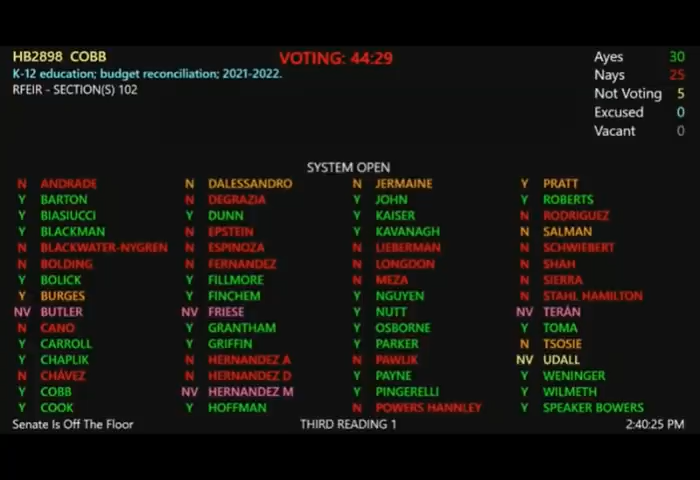 HB2898 COBB VOTING: 44:29 Ayes 30
K-12 education; budget reconciliation; 2021-2022. Nays 25
RFEIR - SECTION(S) 102 Not Voting 5
Excused 0
Vacant 0
SYSTEM OPEN
N ANDRADE N DALESSANDRO N JERMAINE Y PRATT
Y BARTON N DEGRAZIA Y JOHN Y ROBERTS
Y BIASIUCCI Y DUNN Y KAISER N RODRIGUEZ
Y BLACKMAN N EPSTEIN Y KAVANAGH N SALMAN
N BLACKWATER-NYGREN N ESPINOZA N LIEBERMAN N SCHWIEBERT
N BOLDING N FERNANDEZ N LONGDON N SHAH
Y BOLICK Y FILLMORE N MEZA N SIERRA
Y BURGES Y FINCHEM Y NGUYEN N STAHL HAMILTON
NV BUTLER NV FRIESE Y NUTT NV TERÁN
N CANO Y GRANTHAM Y OSBORNE Y TOMA
Y CARROLL Y GRIFFIN Y PARKER N TSOSIE
Y CHAPLIK N HERNANDEZ A N PAWLIK NV UDALL
N CHÁVEZ N HERNANDEZ D Y PAYNE Y WENINGER
Y COBB NV HERNANDEZ M Y PINGERELLI Y WILMETH
Y COOK Y HOFFMAN N POWERS HANNLEY Y SPEAKER BOWERS
Senate Is Off The Floor THIRD READING 1 2:40:25 PM